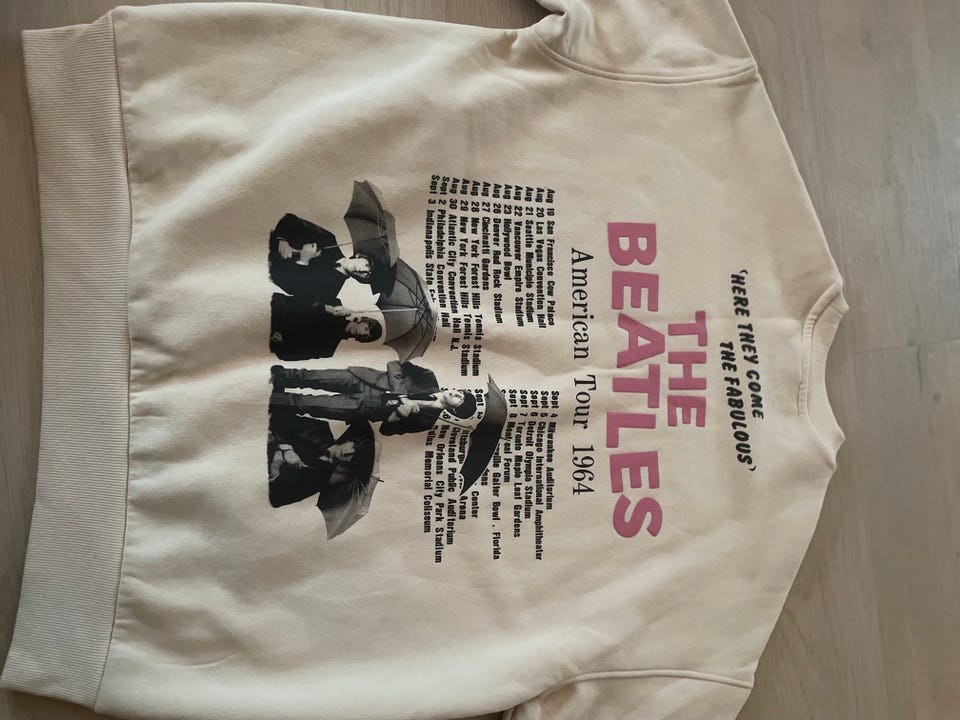 'HERE THEY COME
THE FABULOUS'
THE
BEATLES
American Tour 1964
Aug 19 San Francisco Cow Palace
Aug 20 Las Vegas Convention Hall
Aug 21 Seattle Municiple Stadium
Aug 22 Vancouver Empire Stadium
Aug 23 Hollywood Bowl
Aug 26 Denver Red Rock Stadium
Aug 27 Cincinati Gardens
Aug 28 New York Forest Hills Tennis Stadium
Aug 29 New York Forest Hills Tennis Stadium
Aug 30 Atlantic City Convention Hall N.J.
Sept 2 Philadelphia Convention Hall
Sept 3 Indianapolis State
Sept 4 Milwaukee Auditorium
Sept 5 Chicago International Amphitheater
Sept 6 Detroit Olympia Stadium
Sept 7 Toronto Maple Leaf Gardens
Sept 8 Montreal Forum
Gaitor Bowl, Florida
Sept
Center
Arena
Cleveland Public Auditorium
New Orleans City Park Stadium
Memorial Coliseum